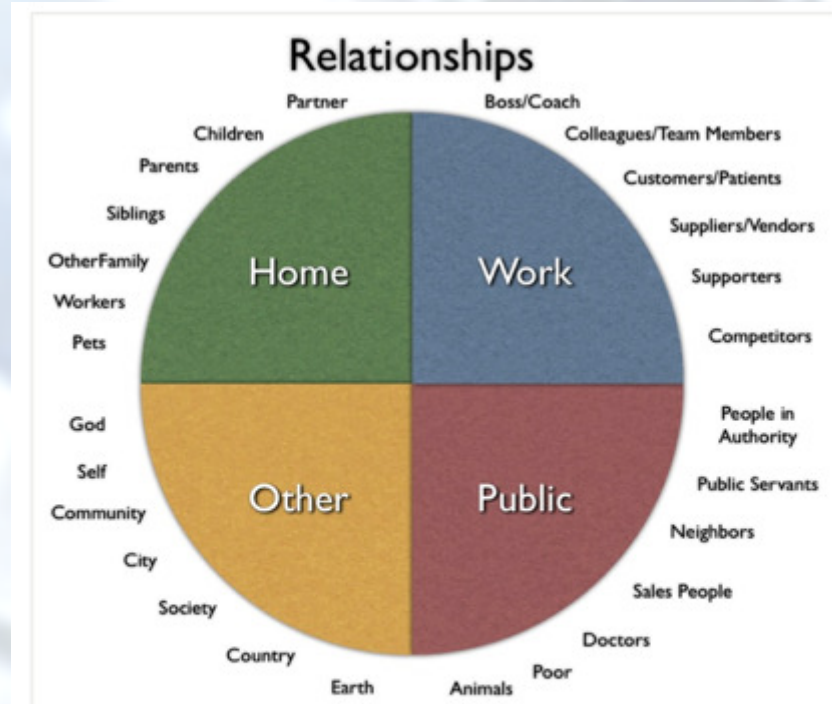 Relationships
Partner
Children
Parents
Siblings
OtherFamily
Workers
Pets
Home
Boss/Coach
Colleagues/Team Members
Customers/Patients
Suppliers/Vendors
Supporters
Competitors
Work
God
Self
Community
City
Society
Country
Earth
Other
People in
Authority
Public Servants
Neighbors
Sales People
Doctors
Poor
Animals
Public